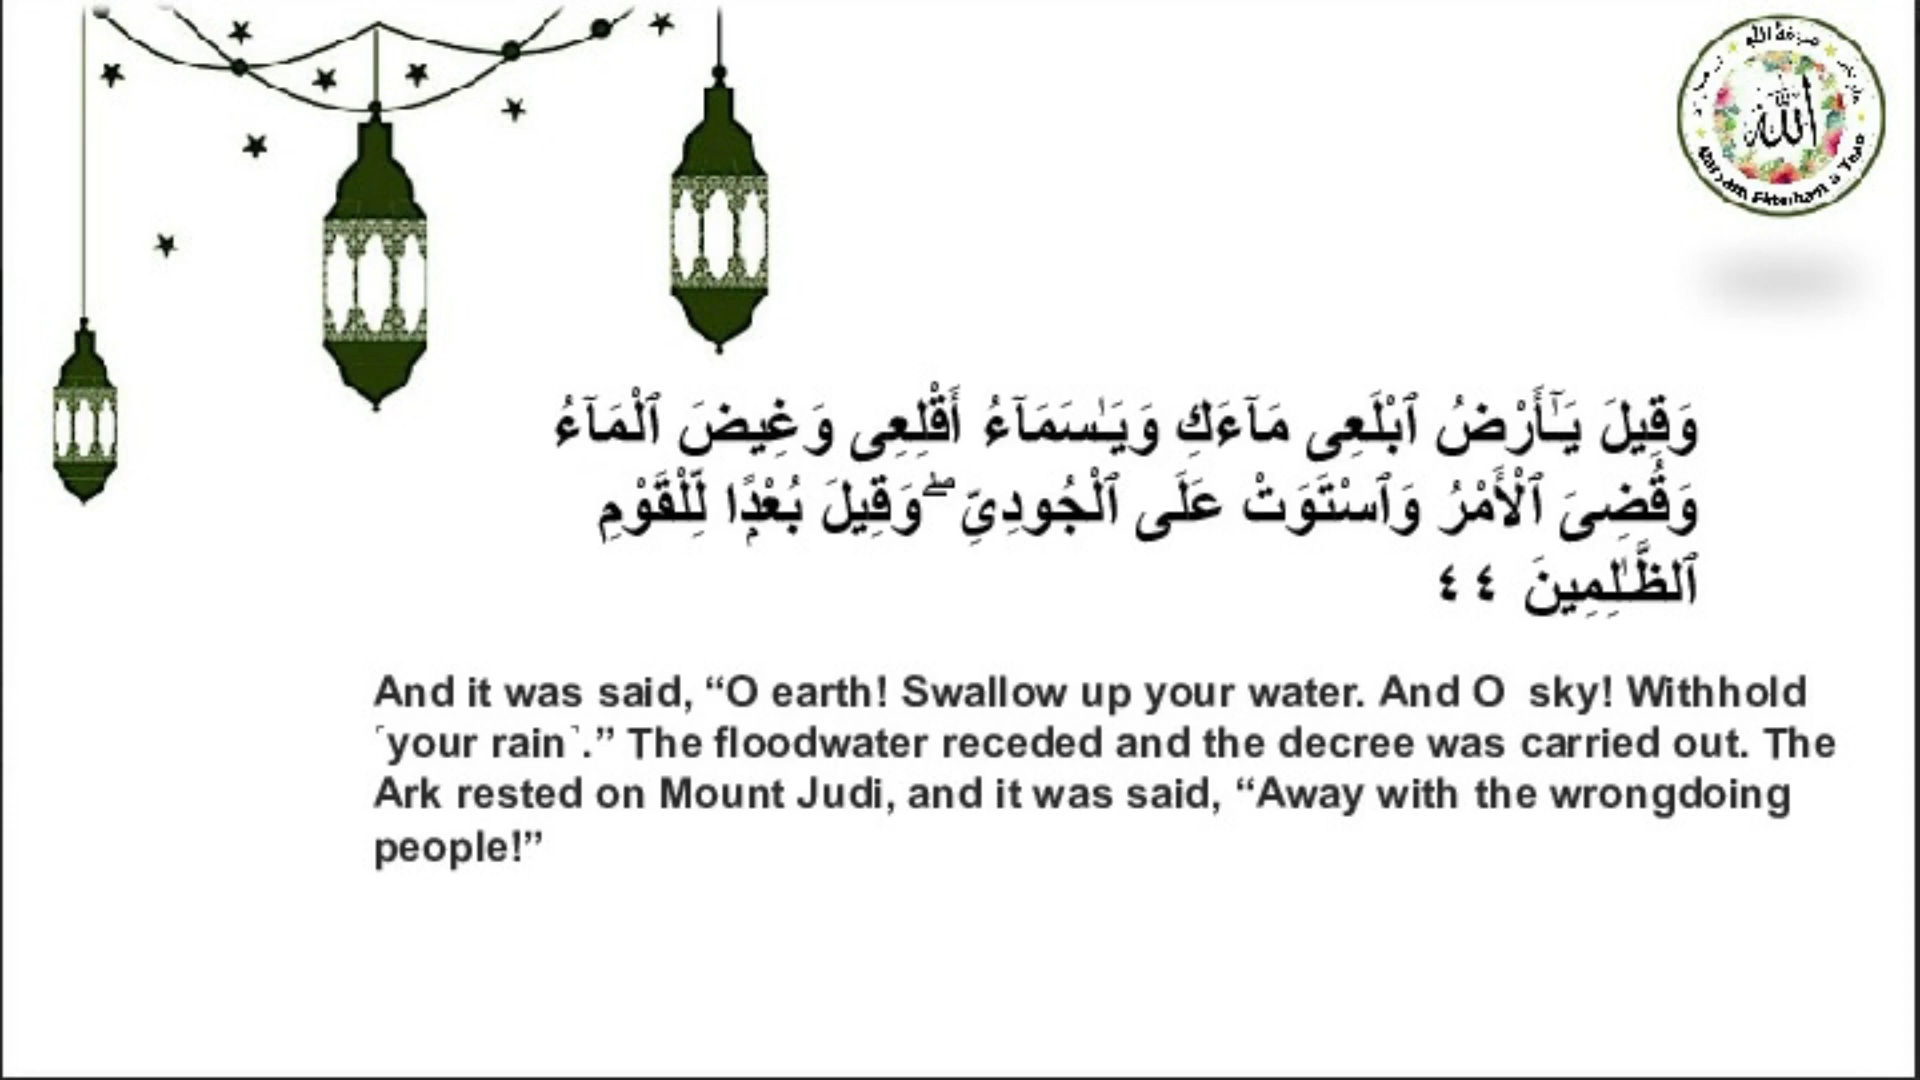 الله
وَقِيلَ يَـٰٓأَرْضُ ٱبْلَعِى مَآءَكِ وَيَـٰسَمَآءُ أَقْلِعِى وَغِيضَ ٱلْمَآءُ
وَقُضِىَ ٱلْأَمْرُ وَٱسْتَوَتْ عَلَى ٱلْجُودِىِّ ۖ وَقِيلَ بُعْدًۭا لِّلْقَوْمِ
ٱلظَّـٰلِمِينَ ٤٤
And it was said, “O earth! Swallow up your water. And O  sky! Withhold
˹your rain˺.” The floodwater receded and the decree was carried out. The
Ark rested on Mount Judi, and it was said, “Away with the wrongdoing
people!”